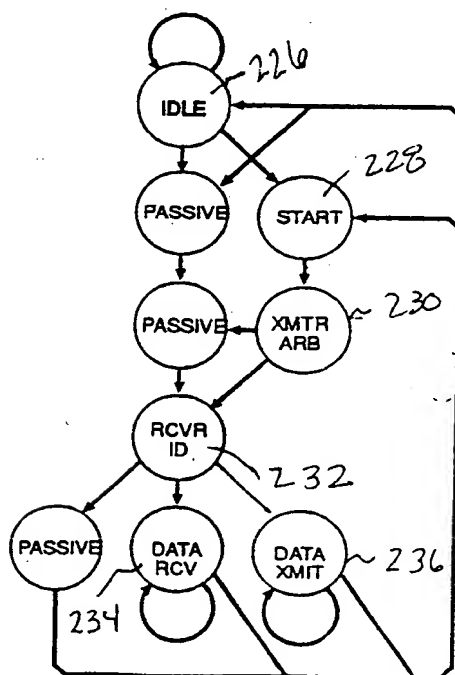 226
IDLE
228
PASSIVE
START
PASSIVE
XMTR
ARB
230
RCVR
ID
232
PASSIVE
DATA
RCV
DATA
XMIT
236
234